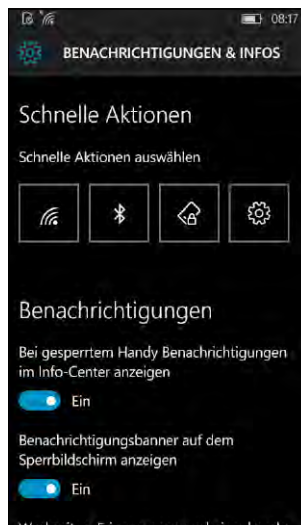 08:17
BENACHRICHTIGUNGEN & INFOS
Schnelle Aktionen
Schnelle Aktionen auswählen
Benachrichtigungen
Bei gesperrtem Handy Benachrichtigungen
im Info-Center anzeigen
Ein
Benachrichtigungsbanner auf dem
Sperrbildschirm anzeigen
Ein